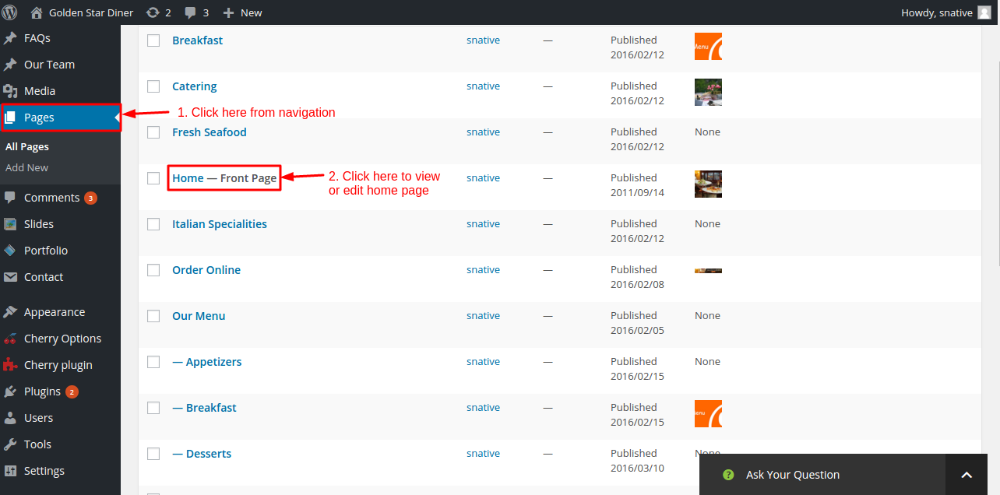 Golden Star Diner 2 3 New Howdy, snative
FAQs
Our Team
Media
Pages
All Pages
Add New
Comments 3
Slides
Portfolio
Contact
Appearance
Cherry Options
Cherry plugin
Plugins 2
Users
Tools
Settings
Breakfast snative — Published
2016/02/12
Menu
Catering snative — Published
2016/02/12
1. Click here from navigation
Fresh Seafood snative — Published None
2016/02/12
Home — Front Page snative — Published
2011/09/14
2. Click here to view
or edit home page
Italian Specialities snative — Published None
2016/02/12
Order Online snative — Published
2016/02/08
Our Menu snative — Published None
2016/02/05
— Appetizers snative — Published None
2016/02/15
— Breakfast snative — Published
2016/02/15
enu
— Desserts snative — Published None
2016/03/10
? Ask Your Question